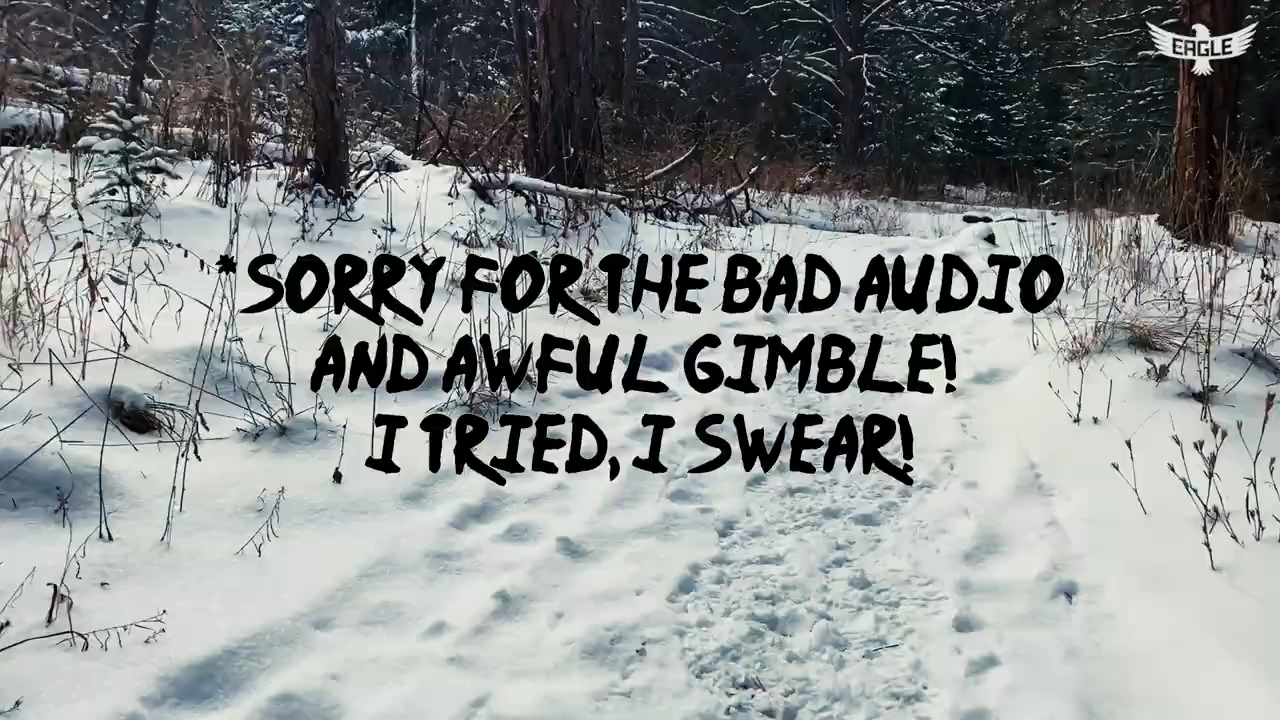 EAGLE
*SORRY FOR THE BAD AUDIO
AND AWFUL GIMBLE!
I TRIED, I SWEAR!